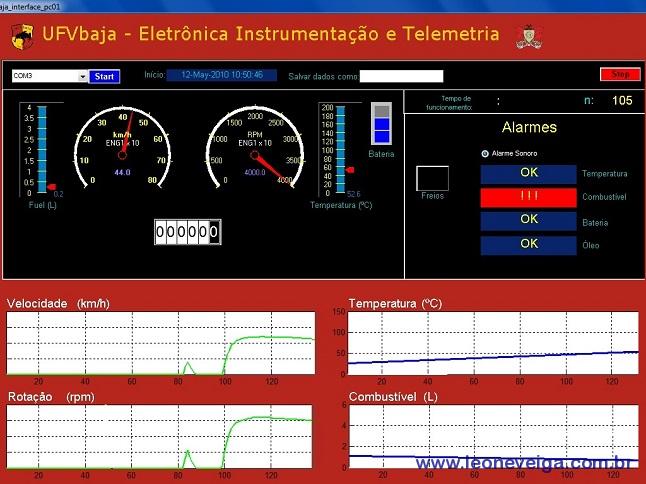 aja_interface_pc01
UFVbaja - Eletrônica Instrumentação e Telemetria
COM3 Start Início: 12-May-2010 10:50:46 Salvar dados como: Stop
Tempo de funcionamento: : n: 105
4 3.5 3 2.5 2 1.5 1 0.5 0
0.2
Fuel (L)
0 10 20 30 40 50 60 70 80
km/h
ENG1 x 10
44.0
0 500 1000 1500 2000 2500 3000 3500 4000
RPM
ENG1 x 10
4000.0
200 180 160 140 120 100 80 60 40 20 0
52.6
Temperatura (ºC)
Bateria
000000
Alarmes
Alarme Sonoro
Freios
OK Temperatura
!!! Combustível
OK Bateria
OK Óleo
Velocidade (km/h)
20 40 60 80 100 120
Temperatura (ºC)
150 100 50 0
20 40 60 80 100 120
Rotação (rpm)
20 40 60 80 100 120
Combustível (L)
6 4 2 0
20 40 60 80 100 120
www.leoneveiga.com.br